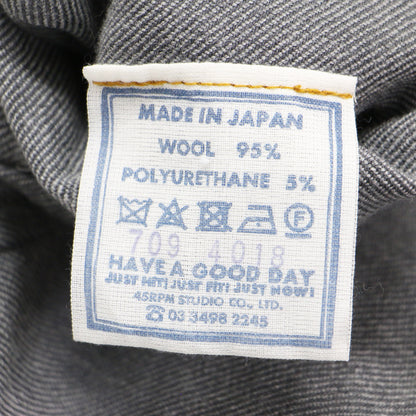 MADE IN JAPAN
WOOL 95%
POLYURETHANE 5%
F
709 4018
HAVE A GOOD DAY
JUST HIT! JUST FIT! JUST NOW!
45RPM STUDIO CO., LTD.
☎ 03 3498 2245